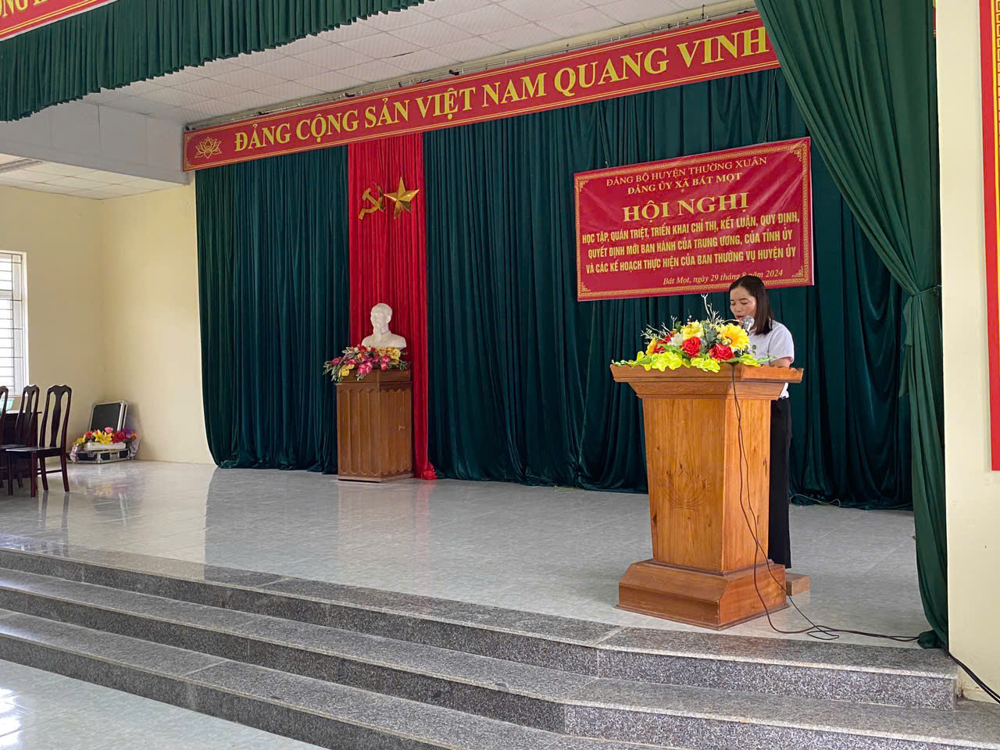 ĐẢNG CỘNG SẢN VIỆT NAM QUANG VINH
ĐẢNG BỘ HUYỆN THƯỜNG XUÂN
ĐẢNG ỦY XÃ BÁT MỌT
HỘI NGHỊ
HỌC TẬP, QUÁN TRIỆT, TRIỂN KHAI CHỈ THỊ, KẾT LUẬN, QUY ĐỊNH,
QUYẾT ĐỊNH MỚI BAN HÀNH CỦA TRUNG ƯƠNG, CỦA TỈNH ỦY
VÀ CÁC KẾ HOẠCH THỰC HIỆN CỦA BAN THƯỜNG VỤ HUYỆN ỦY
Bát Mọt, ngày 29 tháng 8 năm 2024